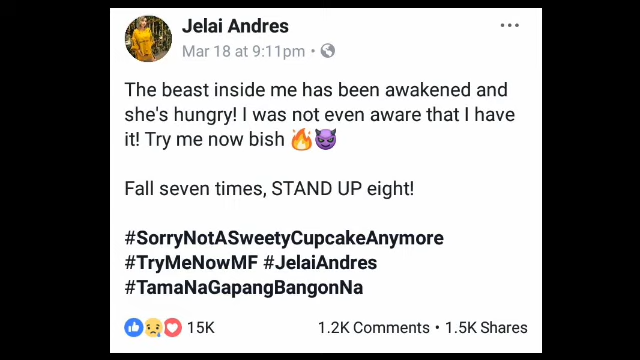 Jelai Andres
Mar 18 at 9:11pm •
The beast inside me has been awakened and
she's hungry! I was not even aware that I have
it! Try me now bish 🔥😈
Fall seven times, STAND UP eight!
#SorryNotASweetyCupcakeAnymore
#TryMeNowMF #JelaiAndres
#TamaNaGapangBangonNa
15K 1.2K Comments • 1.5K Shares